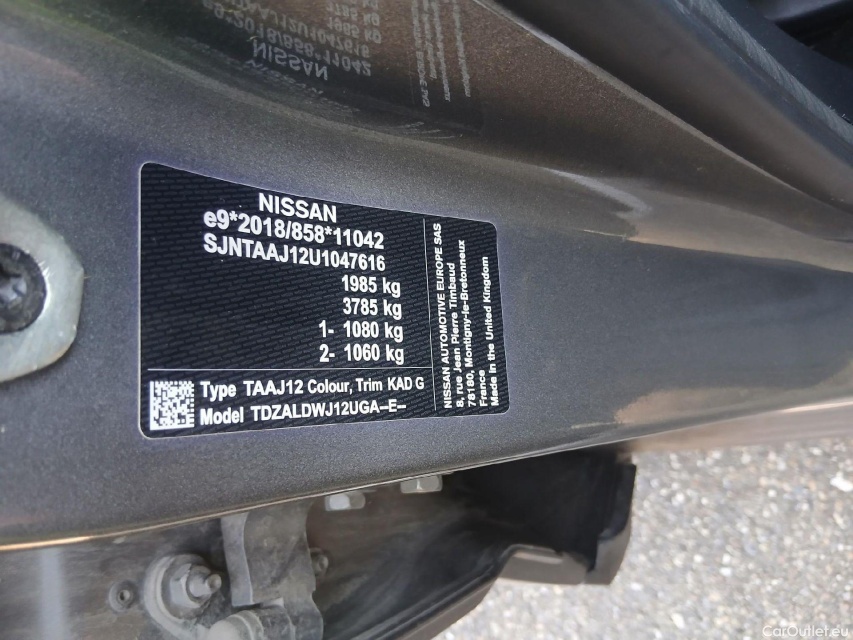 NISSAN
e9*2018/858*11042
SJNTAAJ12U1047616
1985 kg
3785 kg
1- 1080 kg
2- 1060 kg
Type TAAJ12 Colour, Trim KAD G
Model TDZALDWJ12UGA--E--
NISSAN AUTOMOTIVE EUROPE SAS
8, rue Jean Pierre Timbaud
78180, Montigny-le-Bretonneux
France
Made in the United Kingdom
CarOutlet.eu